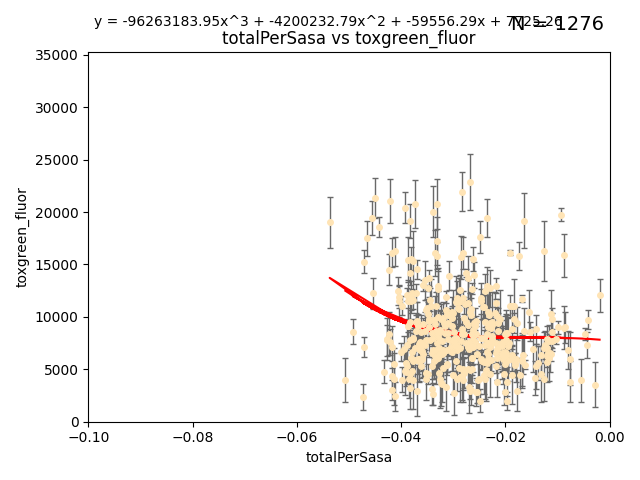 y = -96263183.95x^3 + -4200232.79x^2 + -59556.29x + 7725.26
N = 1276
totalPerSasa vs toxgreen_fluor
35000
30000
25000
20000
15000
10000
5000
0
toxgreen_fluor
−0.10 −0.08 −0.06 −0.04 −0.02 0.00
totalPerSasa